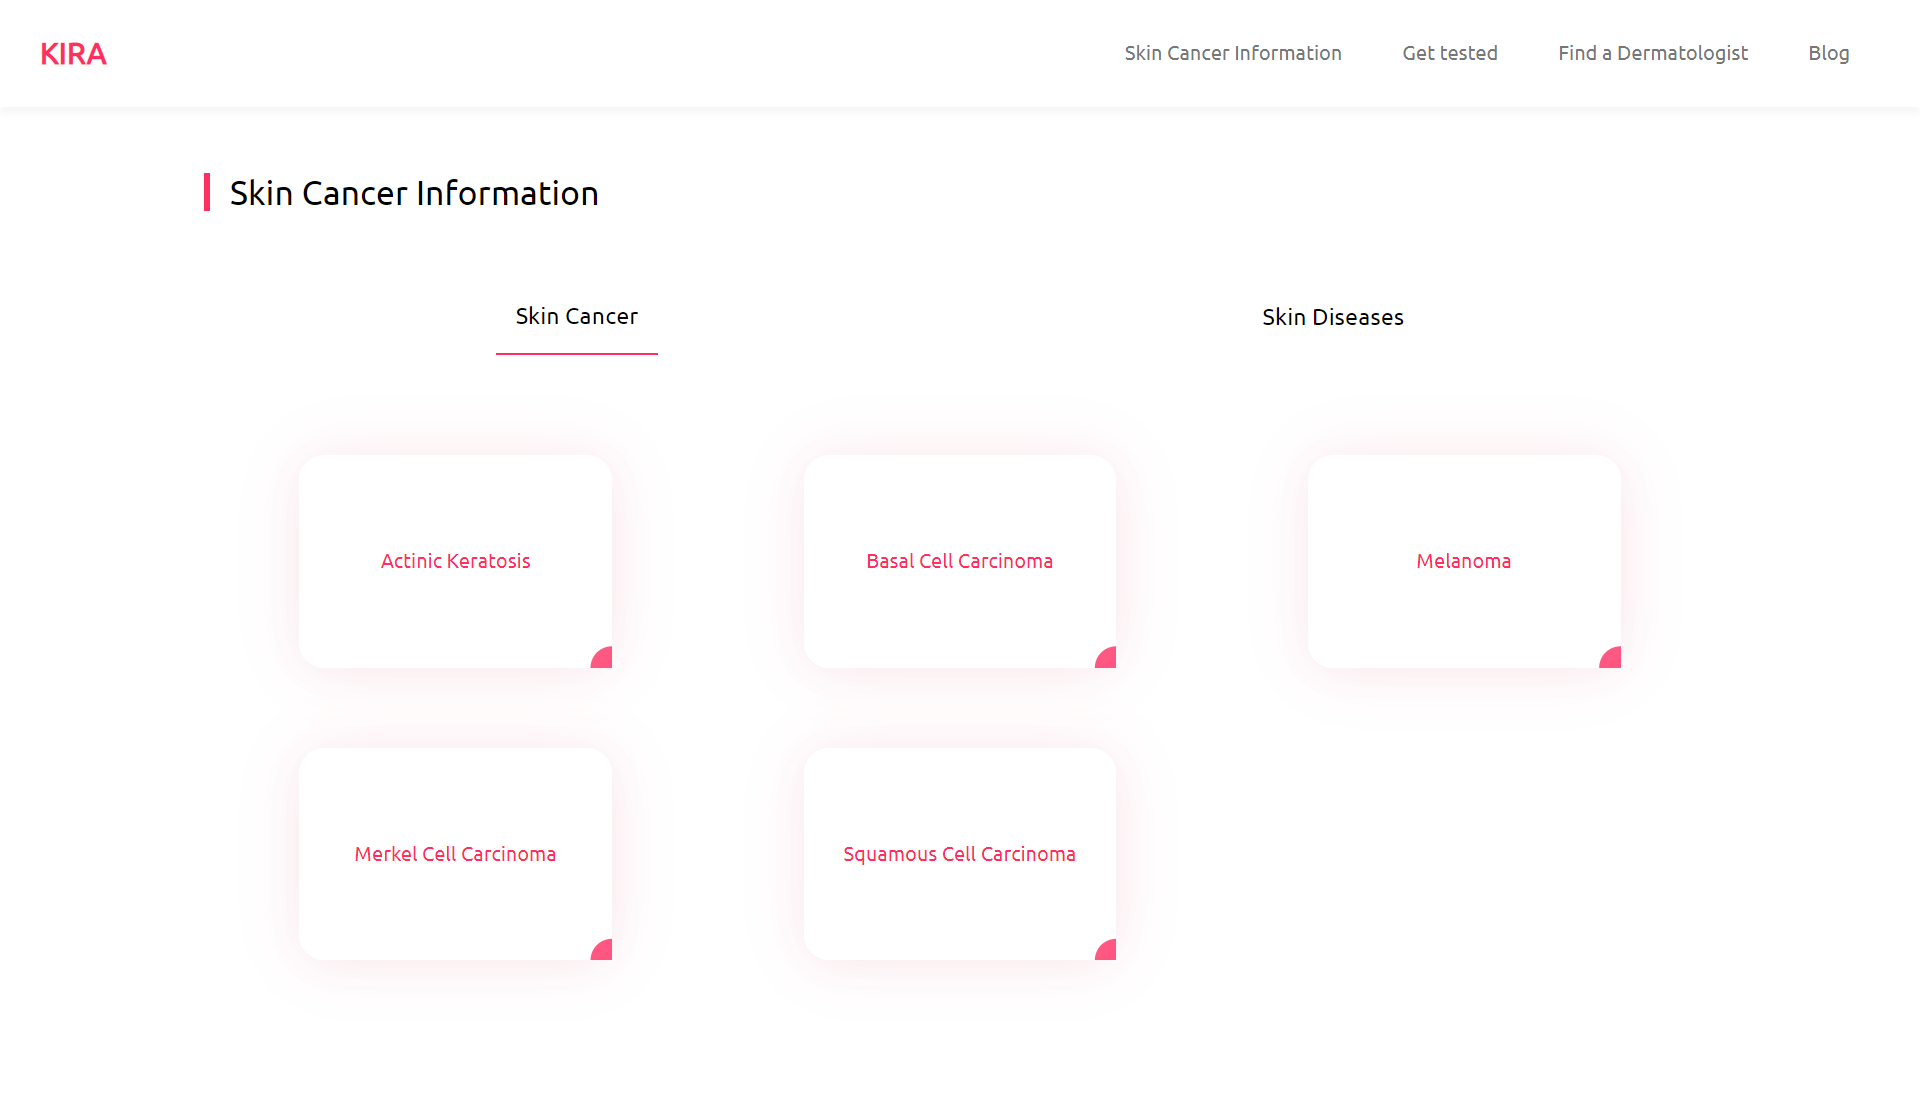 KIRA
Skin Cancer Information
Get tested
Find a Dermatologist
Blog
Skin Cancer Information
Skin Cancer
Skin Diseases
Actinic Keratosis
Basal Cell Carcinoma
Melanoma
Merkel Cell Carcinoma
Squamous Cell Carcinoma